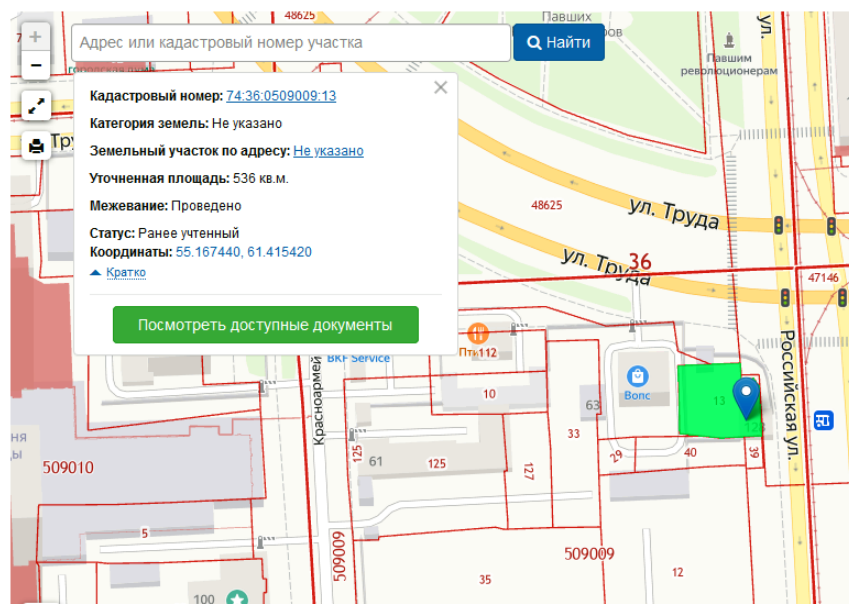 48625
Павших
ул.
+
Адрес или кадастровый номер участка
Найти
−
Павшим
революционерам
Кадастровый номер: 74:36:0509009:13
Категория земель: Не указано
Земельный участок по адресу: Не указано
Уточненная площадь: 536 кв.м.
Межевание: Проведено
Статус: Ранее учтенный
Координаты: 55.167440, 61.415420
Кратко
Посмотреть доступные документы
48625
ул. Труда
ул. Труда
36
47146
Российская ул.
BKF Service
112
Вопс
Красноармей
10
63
13
33
29
40
39
125
61
125
127
509010
5
509009
509009
35
12
100